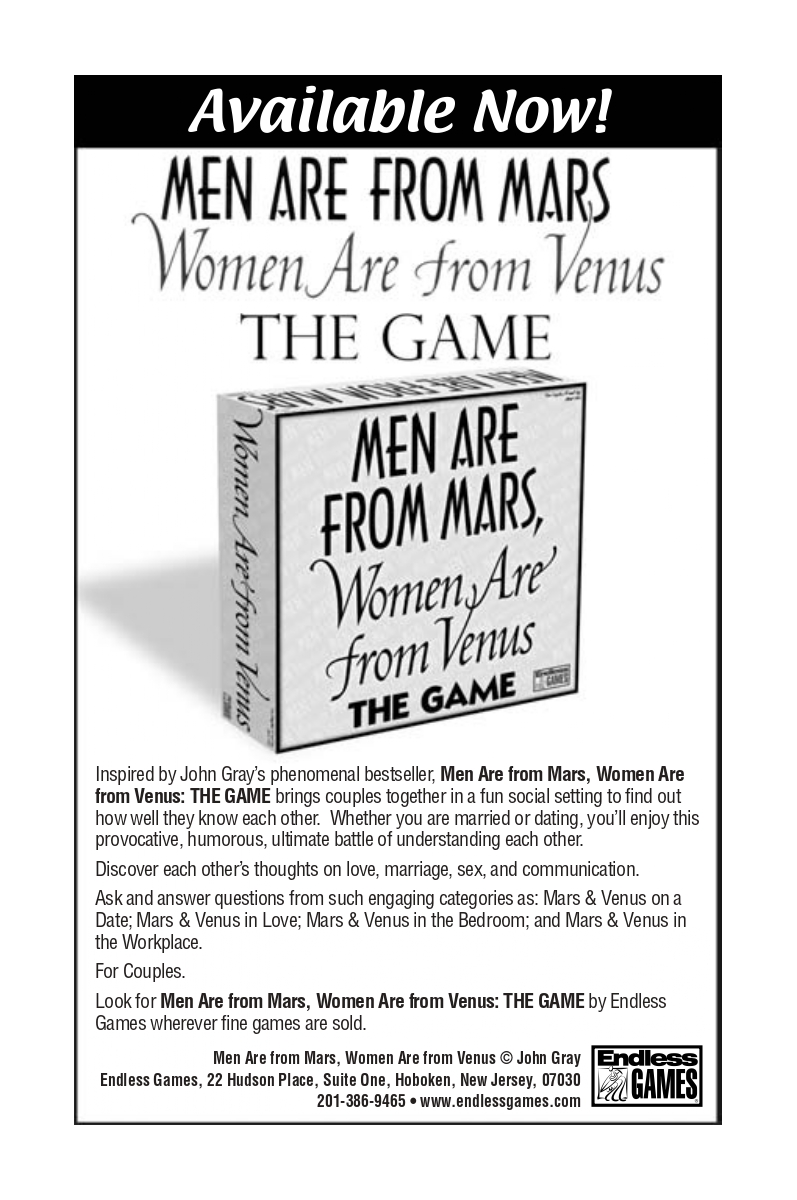 Available Now!
MEN ARE FROM MARS
Women Are from Venus
THE GAME
MEN ARE FROM MARS
Women Are from Venus
MEN ARE
FROM MARS,
Women Are
from Venus
THE GAME
Endless
GAMES
Inspired by John Gray’s phenomenal bestseller, Men Are from Mars, Women Are
from Venus: THE GAME brings couples together in a fun social setting to find out
how well they know each other.  Whether you are married or dating, you’ll enjoy this
provocative, humorous, ultimate battle of understanding each other.
Discover each other’s thoughts on love, marriage, sex, and communication.
Ask and answer questions from such engaging categories as: Mars & Venus on a
Date; Mars & Venus in Love; Mars & Venus in the Bedroom; and Mars & Venus in
the Workplace.
For Couples.
Look for Men Are from Mars, Women Are from Venus: THE GAME by Endless
Games wherever fine games are sold.
Men Are from Mars, Women Are from Venus © John Gray
Endless Games, 22 Hudson Place, Suite One, Hoboken, New Jersey, 07030
201-386-9465 • www.endlessgames.com
Endless
GAMES